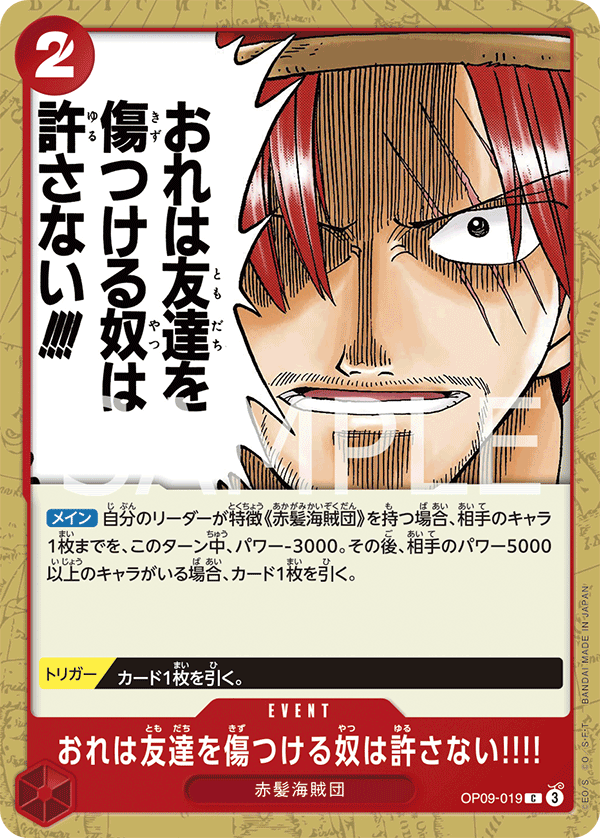 2
おれは友達を
傷つける奴は
許さない!!!!!
SAMPLE
メイン 自分のリーダーが特徴《赤髪海賊団》を持つ場合、相手のキャラ
1枚までを、このターン中、パワー-3000。その後、相手のパワー5000
以上のキャラがいる場合、カード1枚を引く。
トリガー カード1枚を引く。
EVENT
おれは友達を傷つける奴は許さない!!!!
赤髪海賊団
OP09-019 C 3
©E.O./S. ©O./S.-F.-T. BANDAI MADE IN JAPAN